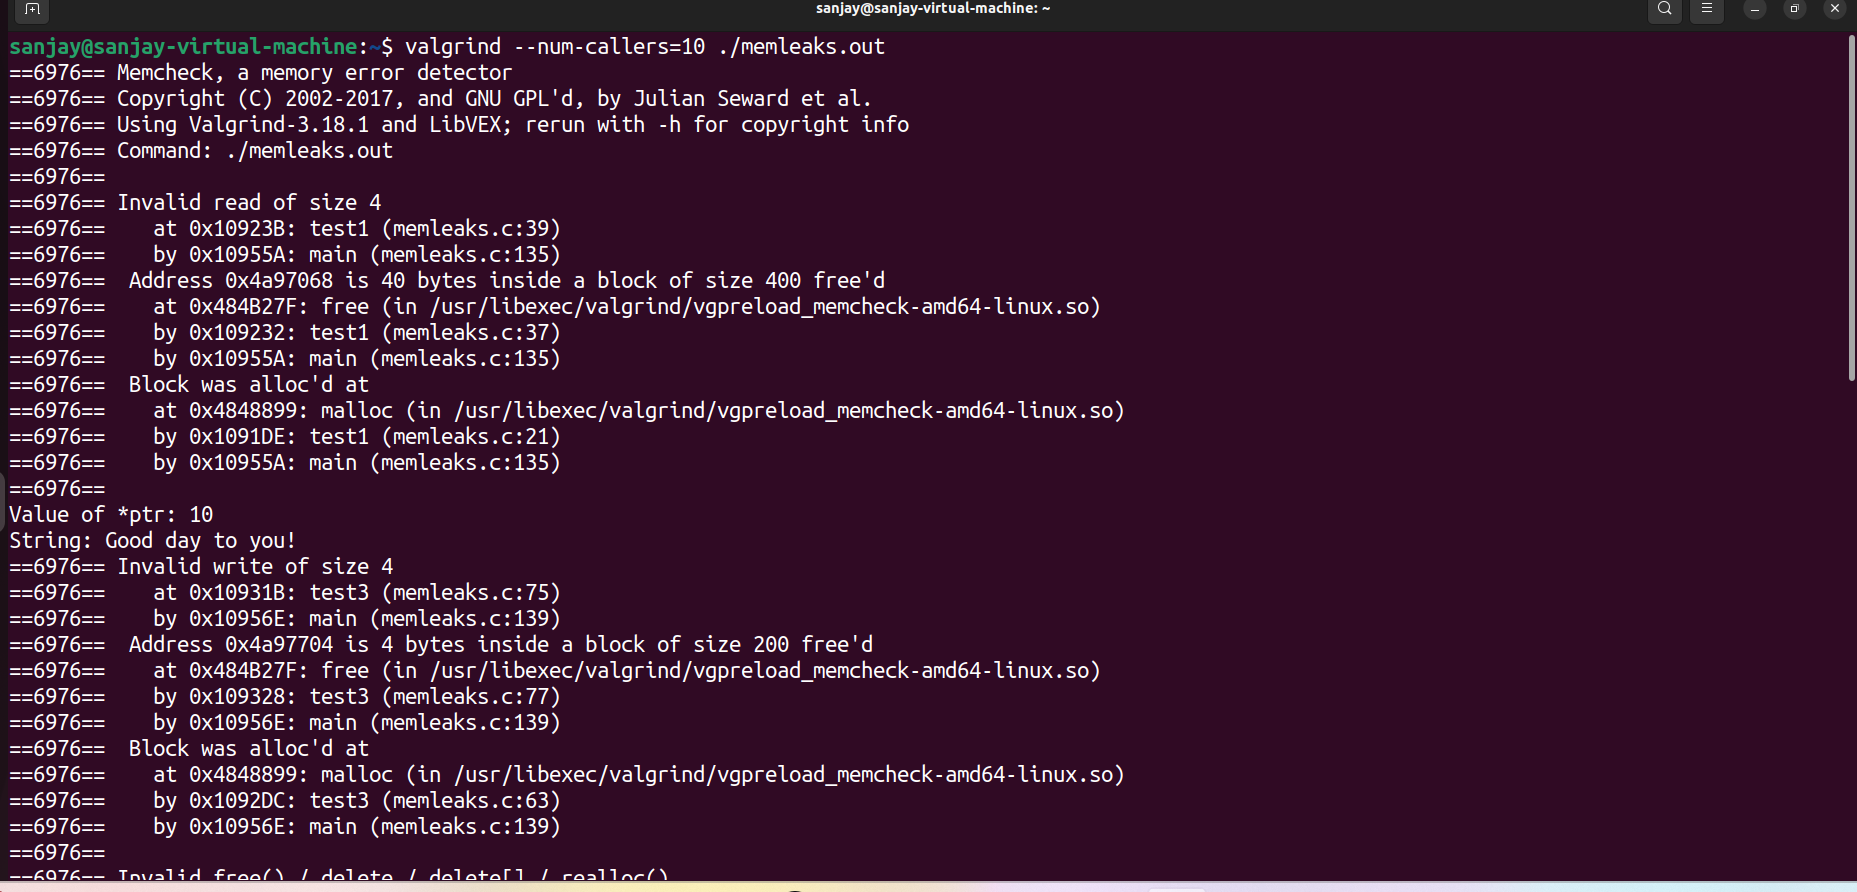 sanjay@sanjay-virtual-machine: ~
sanjay@sanjay-virtual-machine:~$ valgrind --num-callers=10 ./memleaks.out
==6976== Memcheck, a memory error detector
==6976== Copyright (C) 2002-2017, and GNU GPL'd, by Julian Seward et al.
==6976== Using Valgrind-3.18.1 and LibVEX; rerun with -h for copyright info
==6976== Command: ./memleaks.out
==6976==
==6976== Invalid read of size 4
==6976==    at 0x10923B: test1 (memleaks.c:39)
==6976==    by 0x10955A: main (memleaks.c:135)
==6976==  Address 0x4a97068 is 40 bytes inside a block of size 400 free'd
==6976==    at 0x484B27F: free (in /usr/libexec/valgrind/vgpreload_memcheck-amd64-linux.so)
==6976==    by 0x109232: test1 (memleaks.c:37)
==6976==    by 0x10955A: main (memleaks.c:135)
==6976==  Block was alloc'd at
==6976==    at 0x4848899: malloc (in /usr/libexec/valgrind/vgpreload_memcheck-amd64-linux.so)
==6976==    by 0x1091DE: test1 (memleaks.c:21)
==6976==    by 0x10955A: main (memleaks.c:135)
==6976==
Value of *ptr: 10
String: Good day to you!
==6976== Invalid write of size 4
==6976==    at 0x10931B: test3 (memleaks.c:75)
==6976==    by 0x10956E: main (memleaks.c:139)
==6976==  Address 0x4a97704 is 4 bytes inside a block of size 200 free'd
==6976==    at 0x484B27F: free (in /usr/libexec/valgrind/vgpreload_memcheck-amd64-linux.so)
==6976==    by 0x109328: test3 (memleaks.c:77)
==6976==    by 0x10956E: main (memleaks.c:139)
==6976==  Block was alloc'd at
==6976==    at 0x4848899: malloc (in /usr/libexec/valgrind/vgpreload_memcheck-amd64-linux.so)
==6976==    by 0x1092DC: test3 (memleaks.c:63)
==6976==    by 0x10956E: main (memleaks.c:139)
==6976==
==6976== Invalid free() / delete / delete[] / realloc()